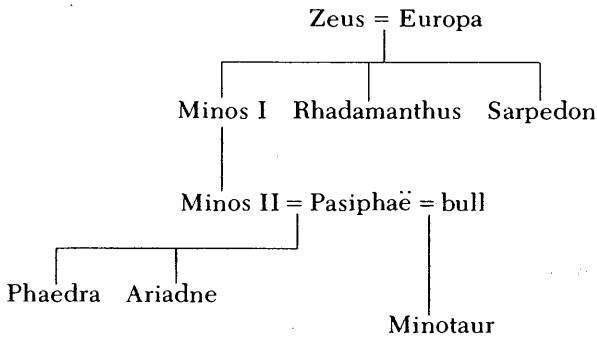 Zeus = Europa
Minos I Rhadamanthus Sarpedon
Minos II = Pasiphaë = bull
Phaedra Ariadne
Minotaur